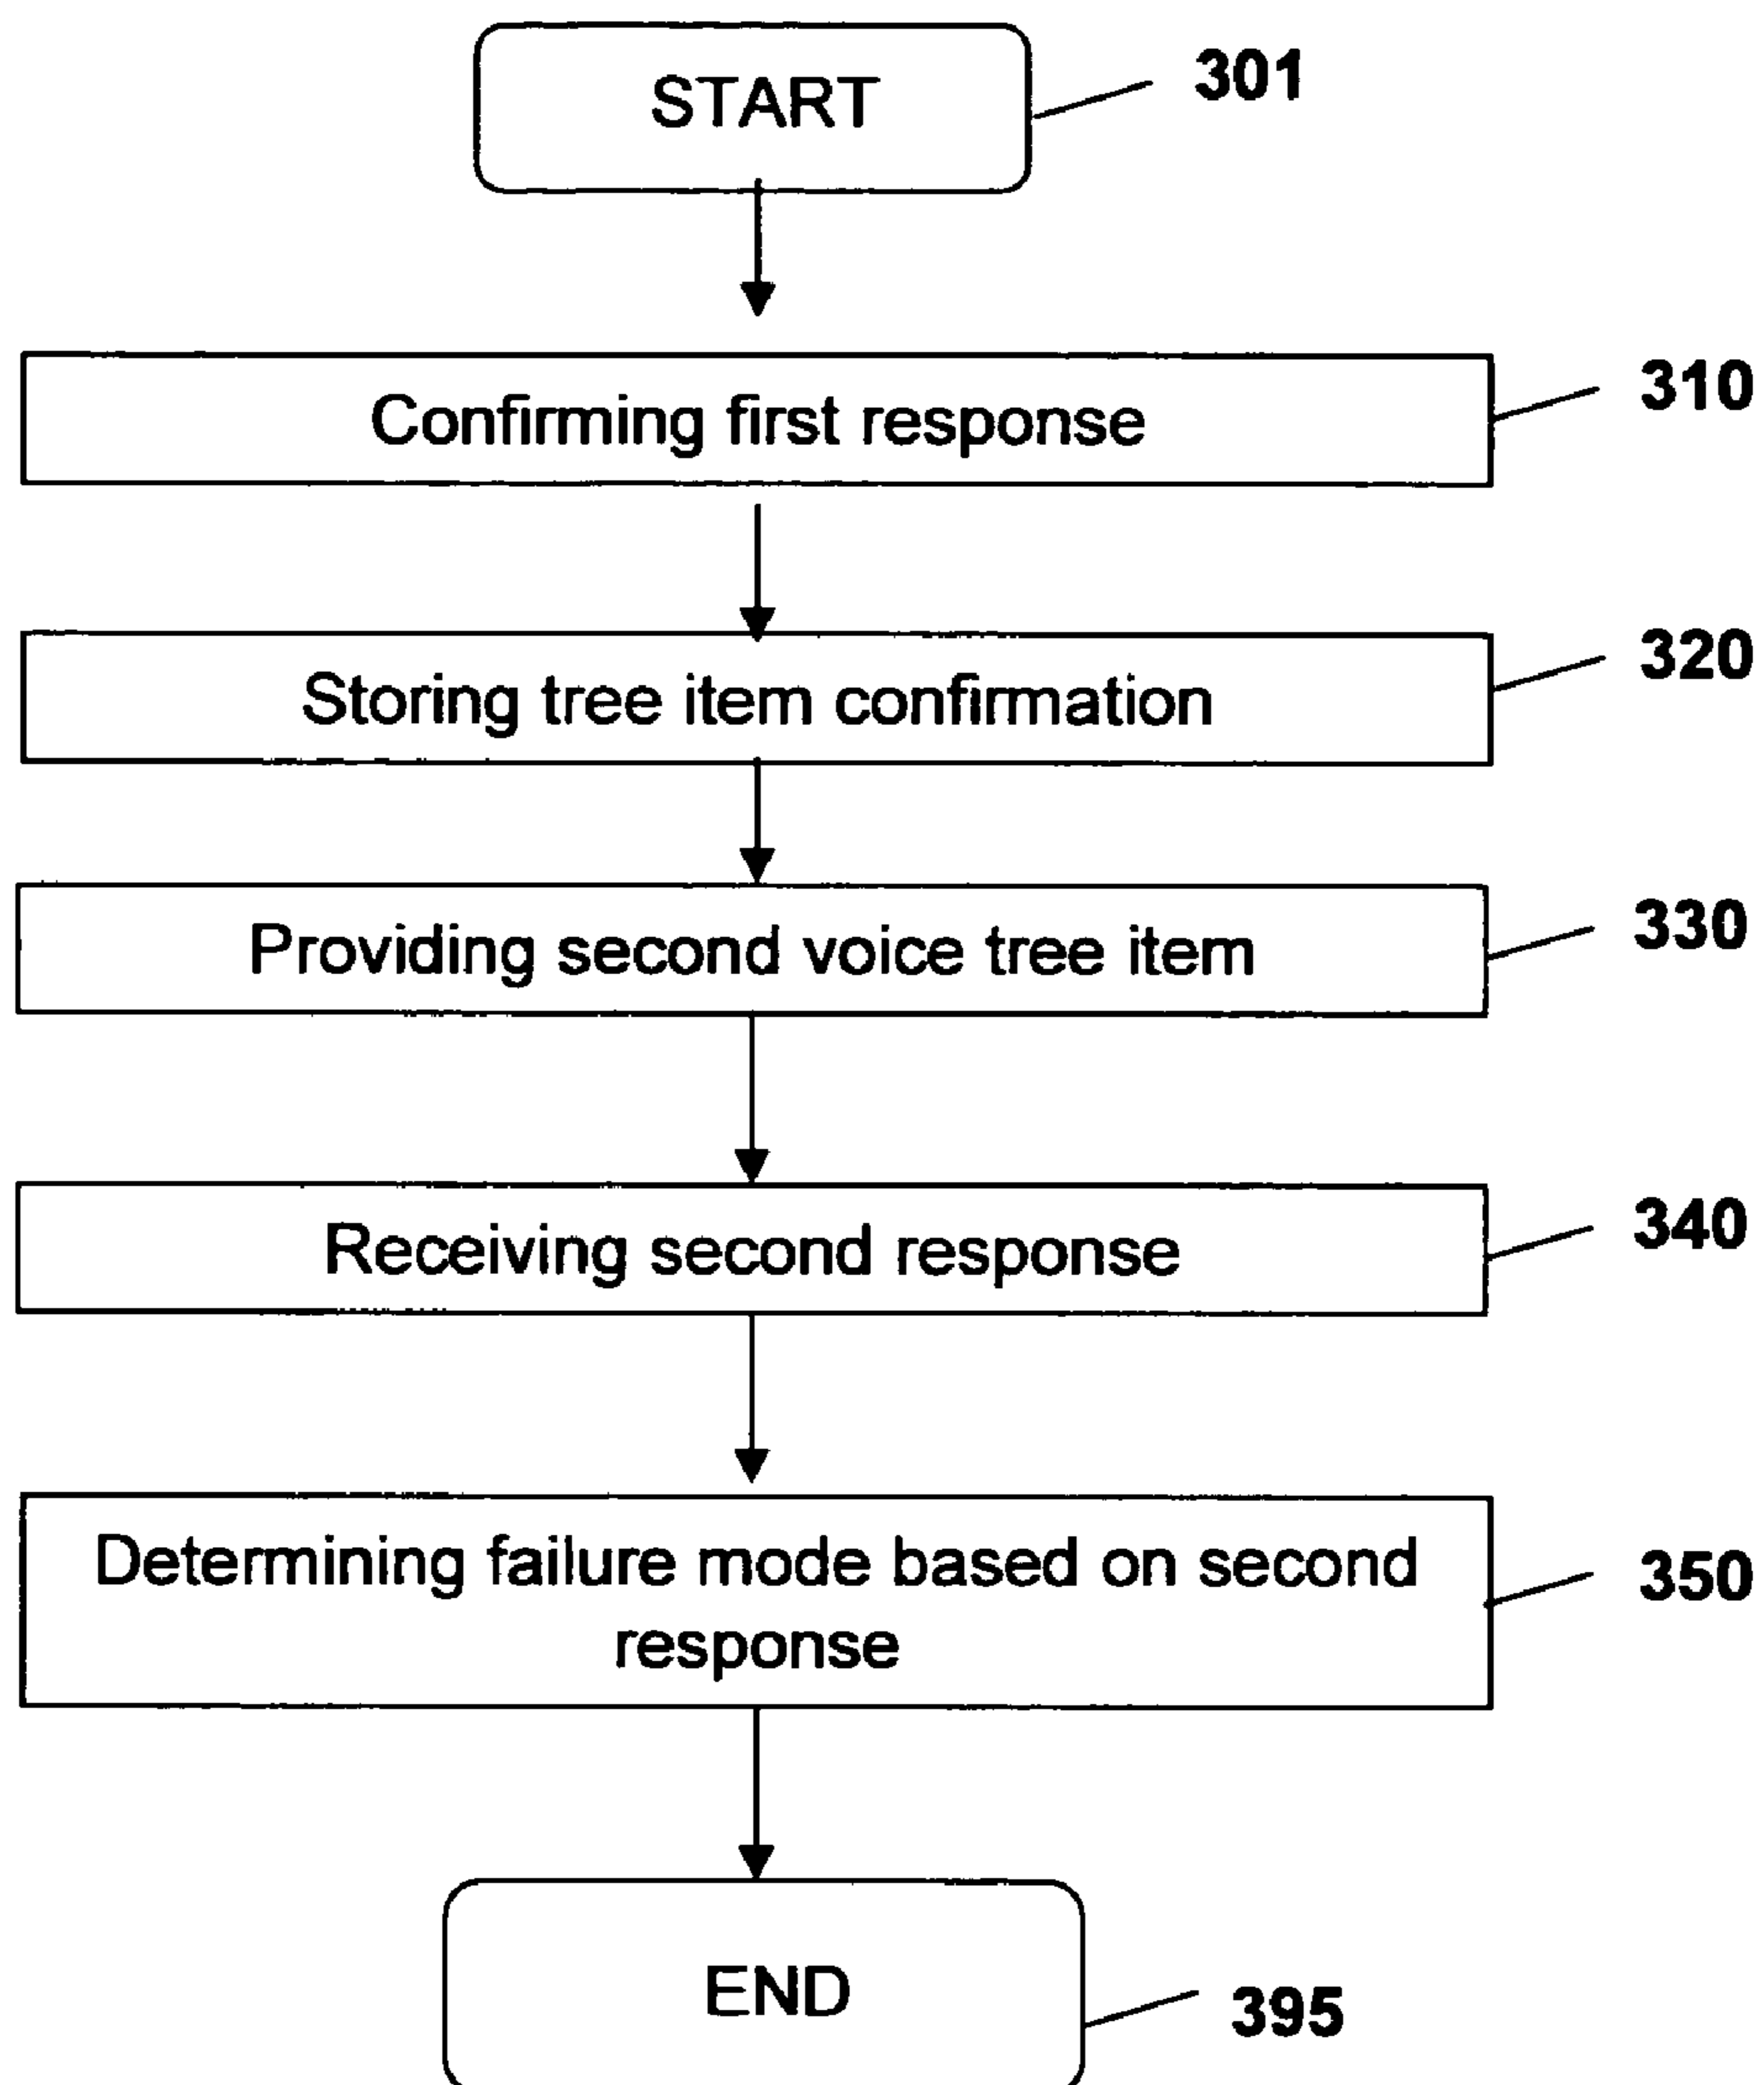 START
301
Confirming first response
310
Storing tree item confirmation
320
Providing second voice tree item
330
Receiving second response
340
Determining failure mode based on second
response
350
END
395